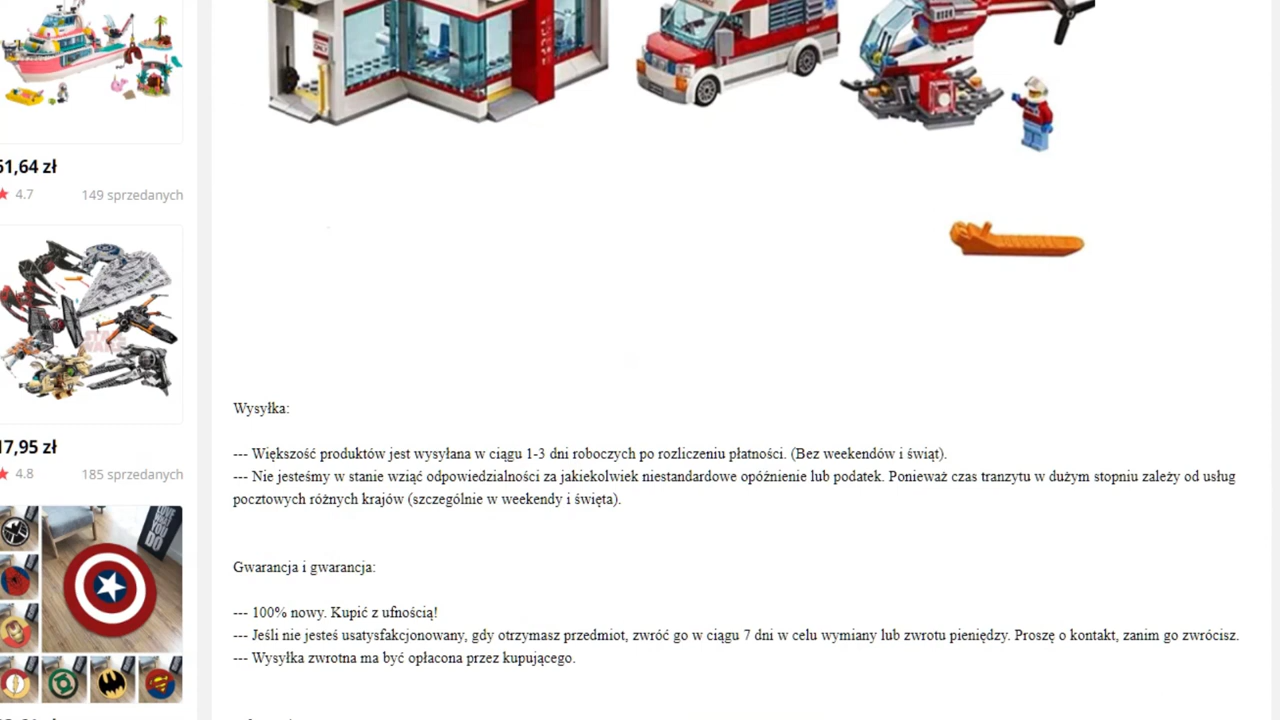 51,64 zł
4.7
149 sprzedanych
17,95 zł
4.8
185 sprzedanych
Wysyłka:
--- Większość produktów jest wysyłana w ciągu 1-3 dni roboczych po rozliczeniu płatności. (Bez weekendów i świąt).
--- Nie jesteśmy w stanie wziąć odpowiedzialności za jakiekolwiek niestandardowe opóźnienie lub podatek. Ponieważ czas tranzytu w dużym stopniu zależy od usług
pocztowych różnych krajów (szczególnie w weekendy i święta).
Gwarancja i gwarancja:
--- 100% nowy. Kupić z ufnością!
--- Jeśli nie jesteś usatysfakcjonowany, gdy otrzymasz przedmiot, zwróć go w ciągu 7 dni w celu wymiany lub zwrotu pieniędzy. Proszę o kontakt, zanim go zwrócisz.
--- Wysyłka zwrotna ma być opłacona przez kupującego.